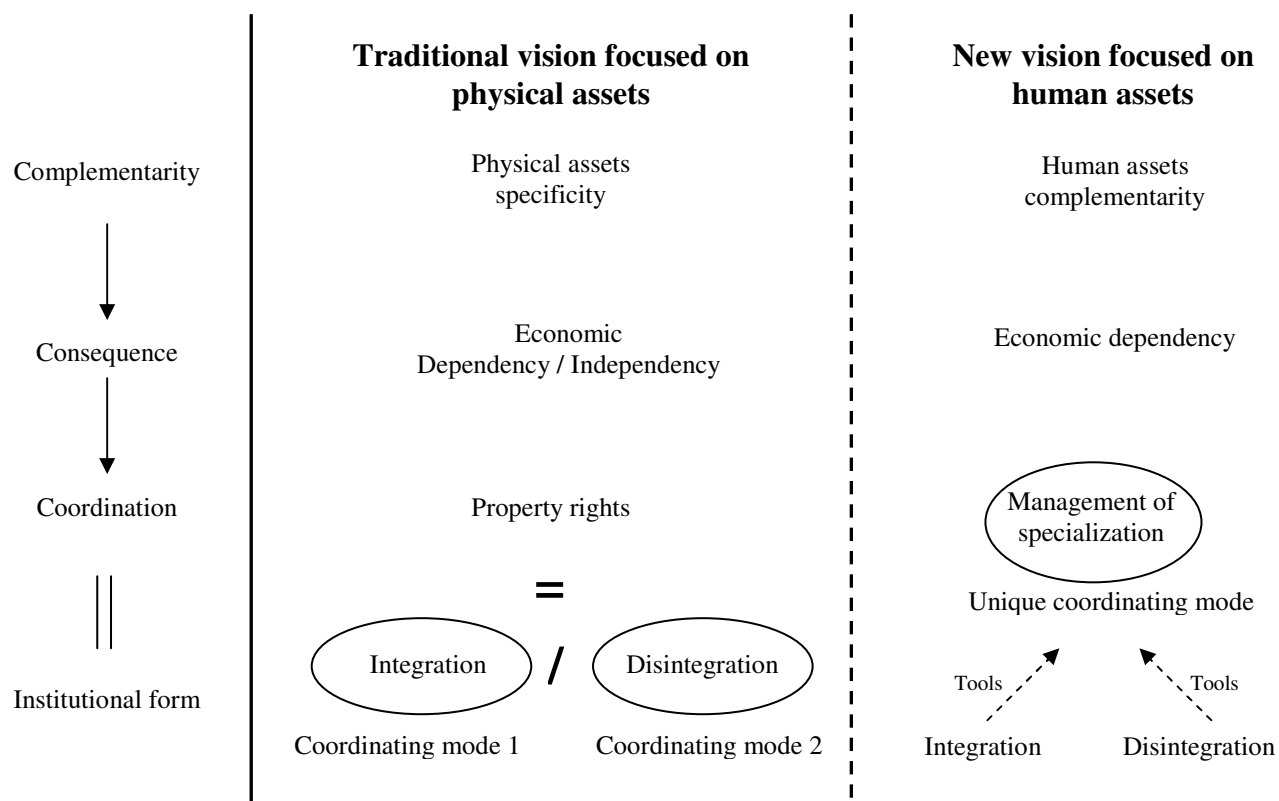 Traditional vision focused on
physical assets
New vision focused on
human assets
Complementarity
Physical assets
specificity
Human assets
complementarity
Consequence
Economic
Dependency / Independency
Economic dependency
Coordination
Property rights
Management of
specialization
=
Unique coordinating mode
Integration
/
Disintegration
Tools
Tools
Institutional form
Coordinating mode 1
Coordinating mode 2
Integration
Disintegration